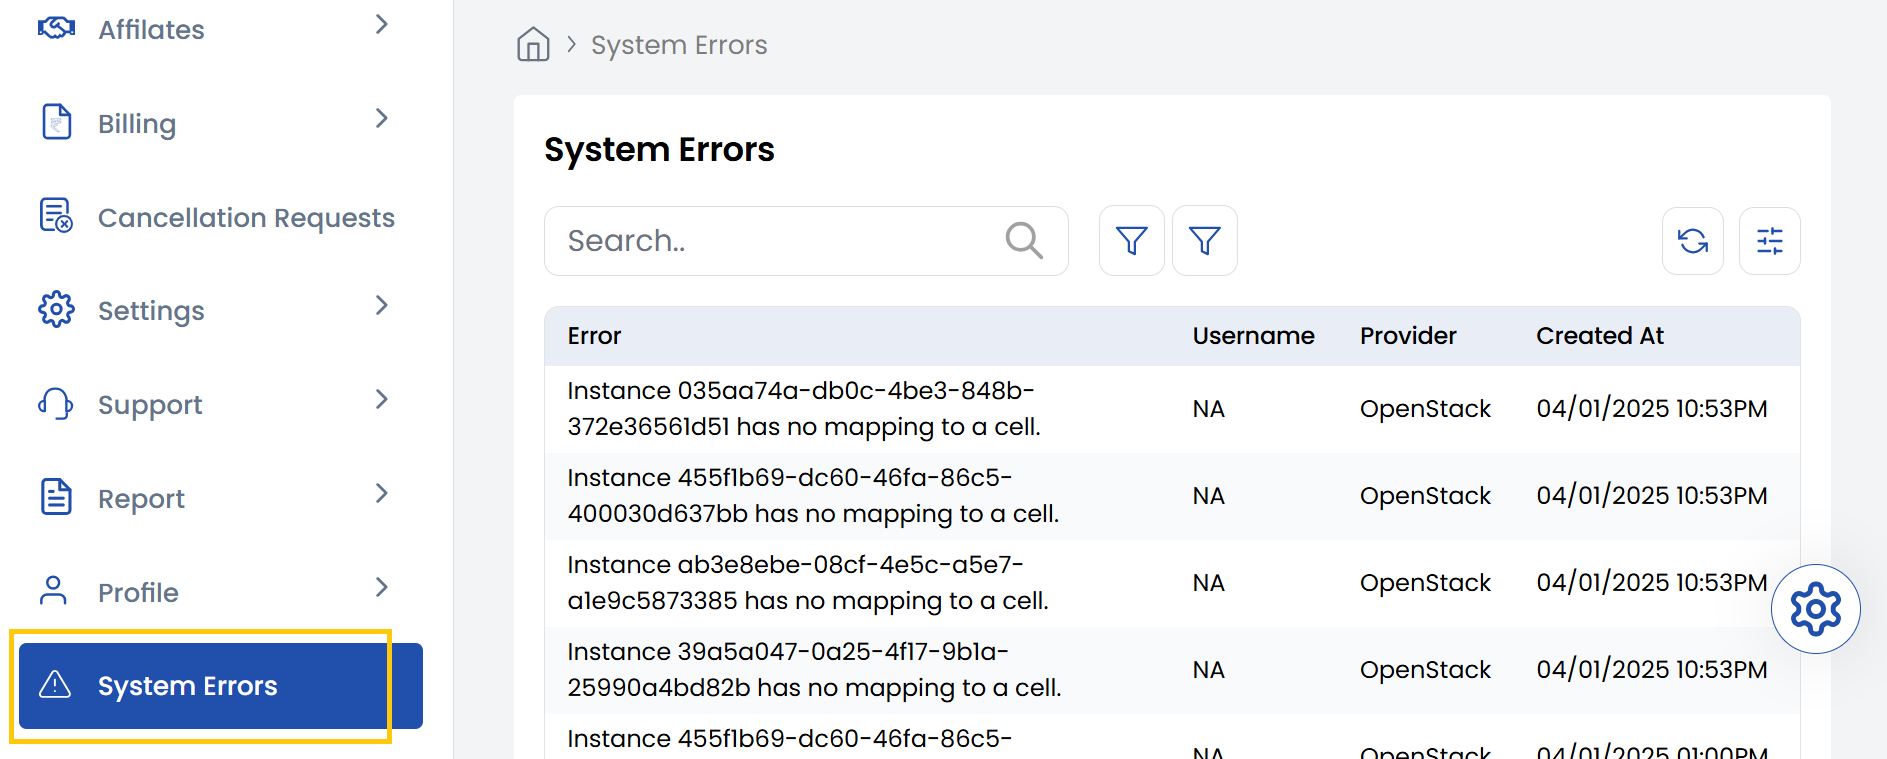 Affilates
Billing
Cancellation Requests
Settings
Support
Report
Profile
System Errors
System Errors
System Errors
Search..
Error Username Provider Created At
Instance 035aa74a-db0c-4be3-848b-
372e36561d51 has no mapping to a cell.
NA OpenStack 04/01/2025 10:53PM
Instance 455f1b69-dc60-46fa-86c5-
400030d637bb has no mapping to a cell.
NA OpenStack 04/01/2025 10:53PM
Instance ab3e8ebe-08cf-4e5c-a5e7-
a1e9c5873385 has no mapping to a cell.
NA OpenStack 04/01/2025 10:53PM
Instance 39a5a047-0a25-4f17-9b1a-
25990a4bd82b has no mapping to a cell.
NA OpenStack 04/01/2025 10:53PM
Instance 455f1b69-dc60-46fa-86c5-
NA OpenStack 04/01/2025 01:00PM